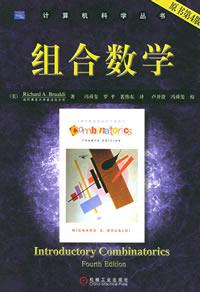 计算机科学丛书
原书第4版
组合数学
(美) Richard A. Brualdi 著
冯舜玺 罗平 裴伟东 译
卢开澄 冯舜玺 校
INTRODUCTORY
Combinatorics
FOURTH EDITION
RICHARD A. BRUALDI
Introductory Combinatorics
Fourth Edition
机械工业出版社
China Machine Press